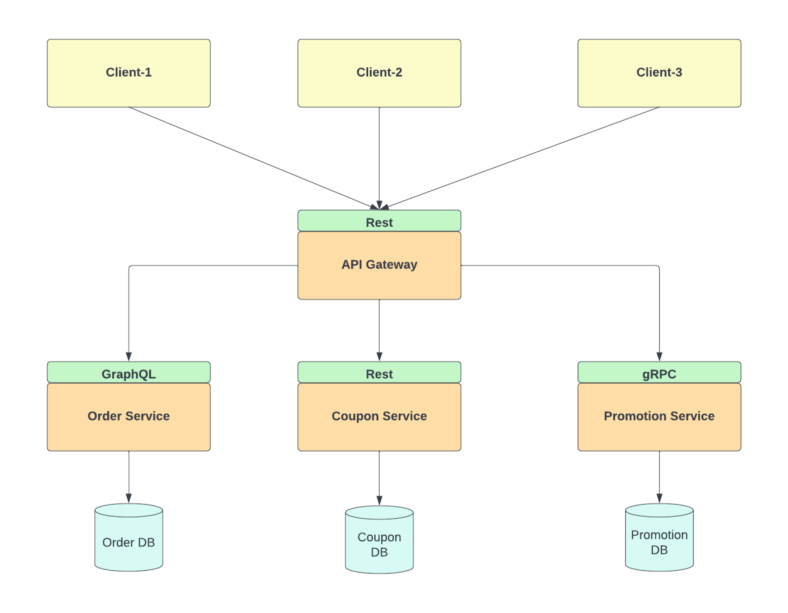 Client-1
Client-2
Client-3
Rest
API Gateway
GraphQL
Order Service
Rest
Coupon Service
gRPC
Promotion Service
Order DB
Coupon
DB
Promotion
DB